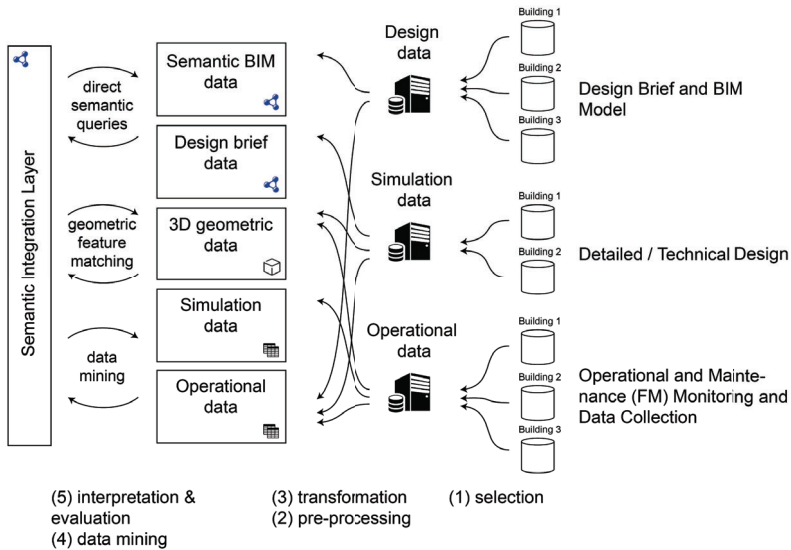 Semantic Integration Layer
direct
semantic
queries
geometric
feature
matching
data
mining
Semantic BIM
data
Design brief
data
3D geometric
data
Simulation
data
Operational
data
Design
data
Simulation
data
Operational
data
Building 1
Building 2
Building 3
Building 1
Building 2
Building 1
Building 2
Building 3
Design Brief and BIM
Model
Detailed / Technical Design
Operational and Mainte-
nance (FM) Monitoring and
Data Collection
(5) interpretation &
evaluation
(4) data mining
(3) transformation
(2) pre-processing
(1) selection